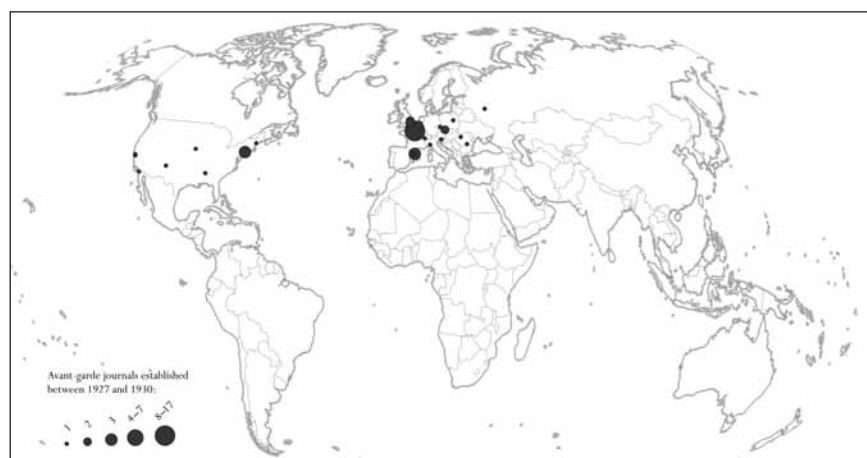 Avant-garde journals established
between 1927 and 1930:
1 2 3 4–7 8–17